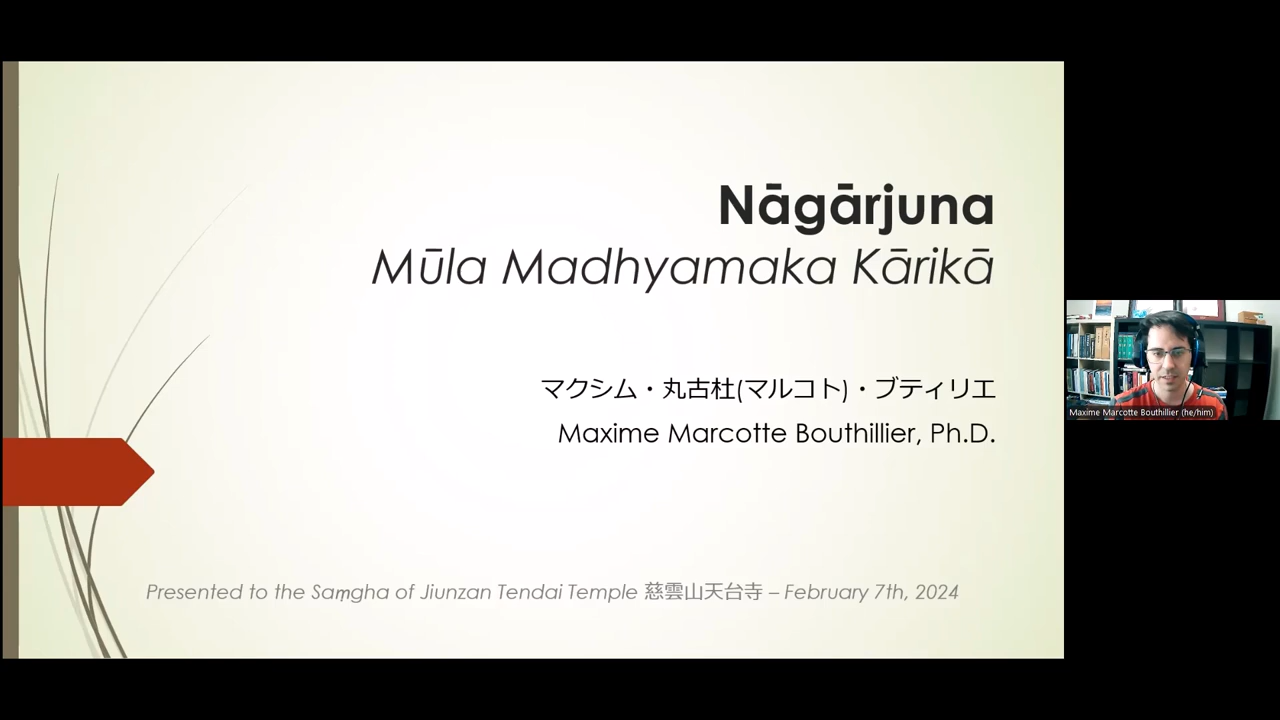 Nāgārjuna
Mūla Madhyamaka Kārikā
マクシム・丸古杜(マルコト)・ブティリエ
Maxime Marcotte Bouthillier, Ph.D.
Presented to the Saṃgha of Jiunzan Tendai Temple 慈雲山天台寺 – February 7th, 2024
Maxime Marcotte Bouthillier (he/him)